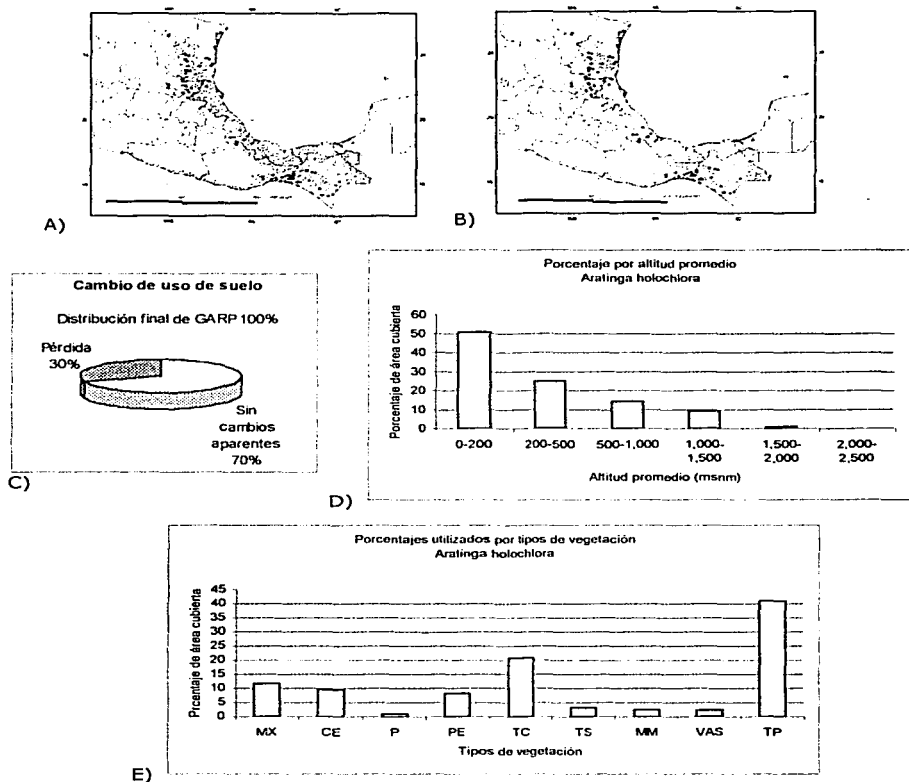 A)
B)
Cambio de uso de suelo
Distribución final de GARP 100%
Pérdida
30%
Sin
cambios
aparentes
70%
C)
Porcentaje por altitud promedio
Aratinga holochlora
Porcentaje de área cubierta
60
50
40
30
20
10
0
0-200
200-500
500-1,000
1,000-
1,500
1,500-
2,000
2,000-
2,500
Altitud promedio (msnm)
D)
Porcentajes utilizados por tipos de vegetación
Aratinga holochlora
Prcentaje de área cubierta
45
40
35
30
25
20
15
10
5
0
MX
CE
P
PE
TC
TS
MM
VAS
TP
Tipos de vegetación
E)